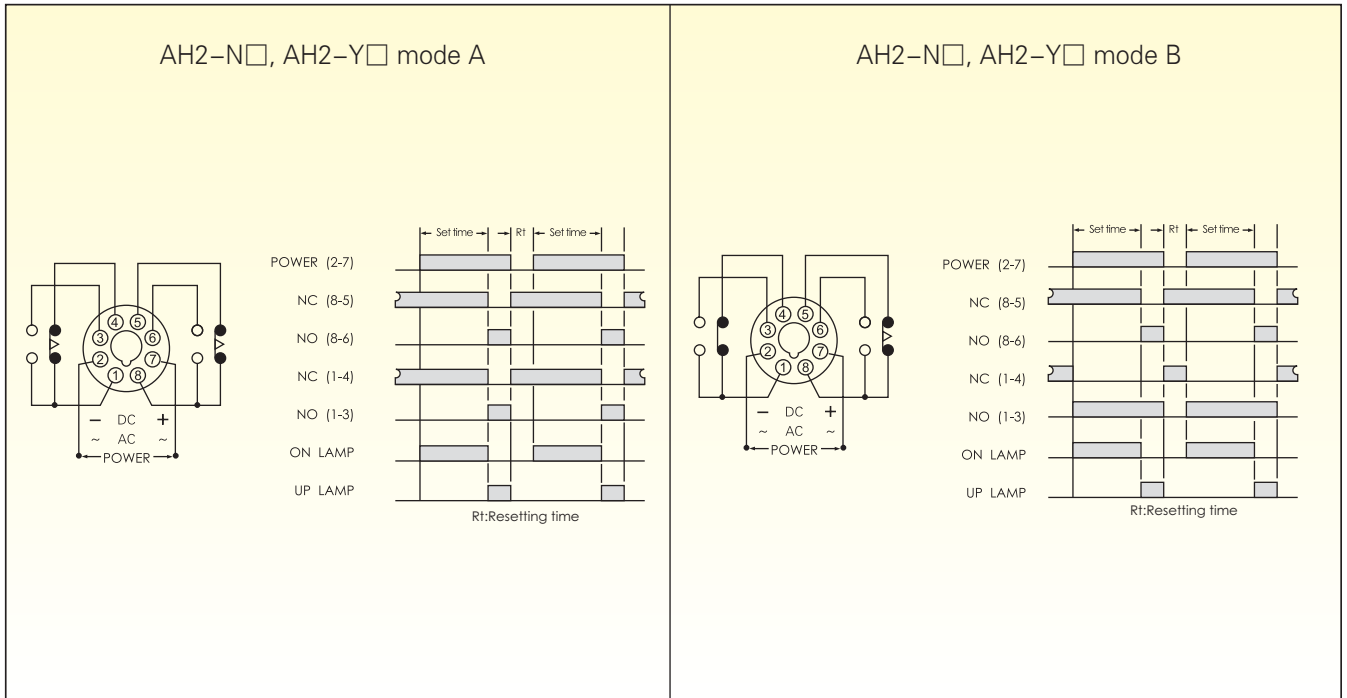 AH2-N□, AH2-Y□ mode A
Set time Rt Set time
POWER (2-7)
NC (8-5)
NO (8-6)
NC (1-4)
NO (1-3)
ON LAMP
UP LAMP
Rt:Resetting time
4 5
3 6
2 7
1 8
− DC +
~ AC ~
POWER
AH2-N□, AH2-Y□ mode B
Set time Rt Set time
POWER (2-7)
NC (8-5)
NO (8-6)
NC (1-4)
NO (1-3)
ON LAMP
UP LAMP
Rt:Resetting time
4 5
3 6
2 7
1 8
− DC +
~ AC ~
POWER